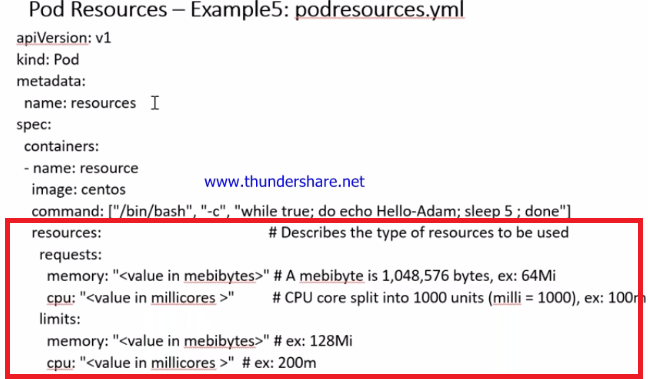 Pod Resources – Example5: podresources.yml
apiVersion: v1
kind: Pod
metadata:
name: resources
spec:
containers:
- name: resource
image: centos
www.thundershare.net
command: ["/bin/bash", "-c", "while true; do echo Hello-Adam; sleep 5 ; done"]
resources: # Describes the type of resources to be used
requests:
memory: "<value in mebibytes>" # A mebibyte is 1,048,576 bytes, ex: 64Mi
cpu: "<value in millicores >" # CPU core split into 1000 units (milli = 1000), ex: 100m
limits:
memory: "<value in mebibytes>" # ex: 128Mi
cpu: "<value in millicores >" # ex: 200m